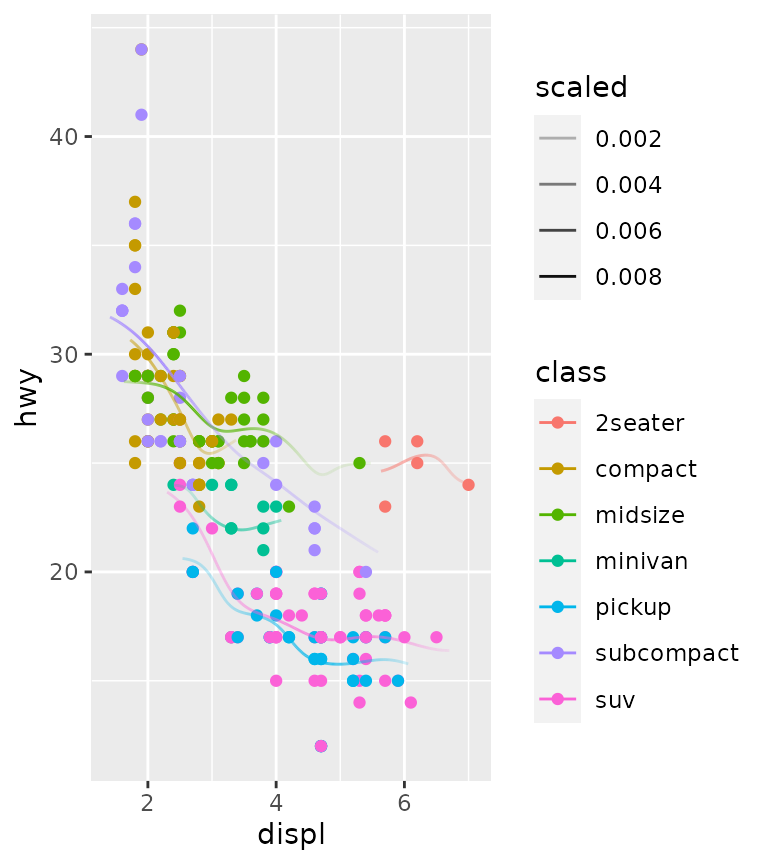 40
30
20
hwy
2 4 6
displ
scaled
0.002
0.004
0.006
0.008
class
2seater
compact
midsize
minivan
pickup
subcompact
suv